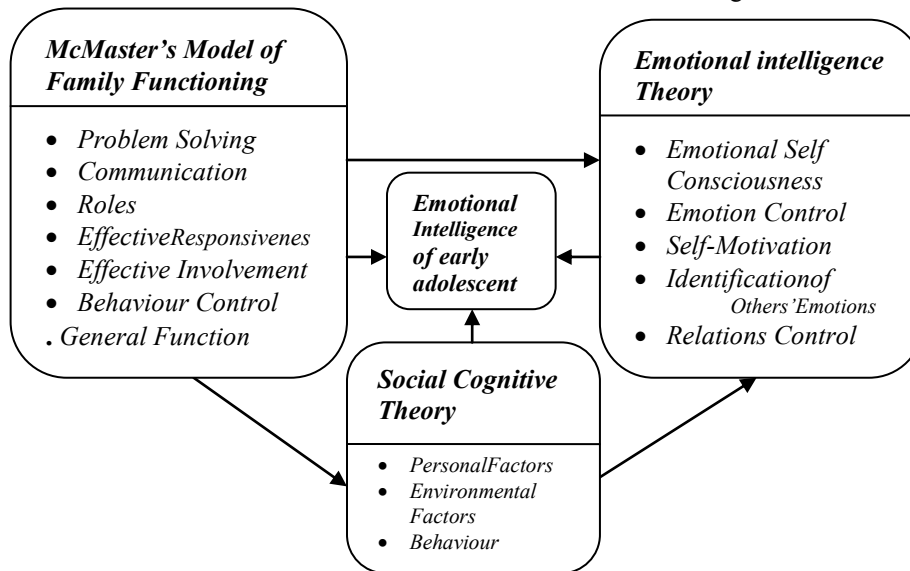 McMaster’s Model of
Family Functioning
• Problem Solving
• Communication
• Roles
• EffectiveResponsivenes
• Effective Involvement
• Behaviour Control
. General Function
Emotional
Intelligence
of early
adolescent
Emotional intelligence
Theory
• Emotional Self
Consciousness
• Emotion Control
• Self-Motivation
• Identificationof
Others’Emotions
• Relations Control
Social Cognitive
Theory
• PersonalFactors
• Environmental
Factors
• Behaviour